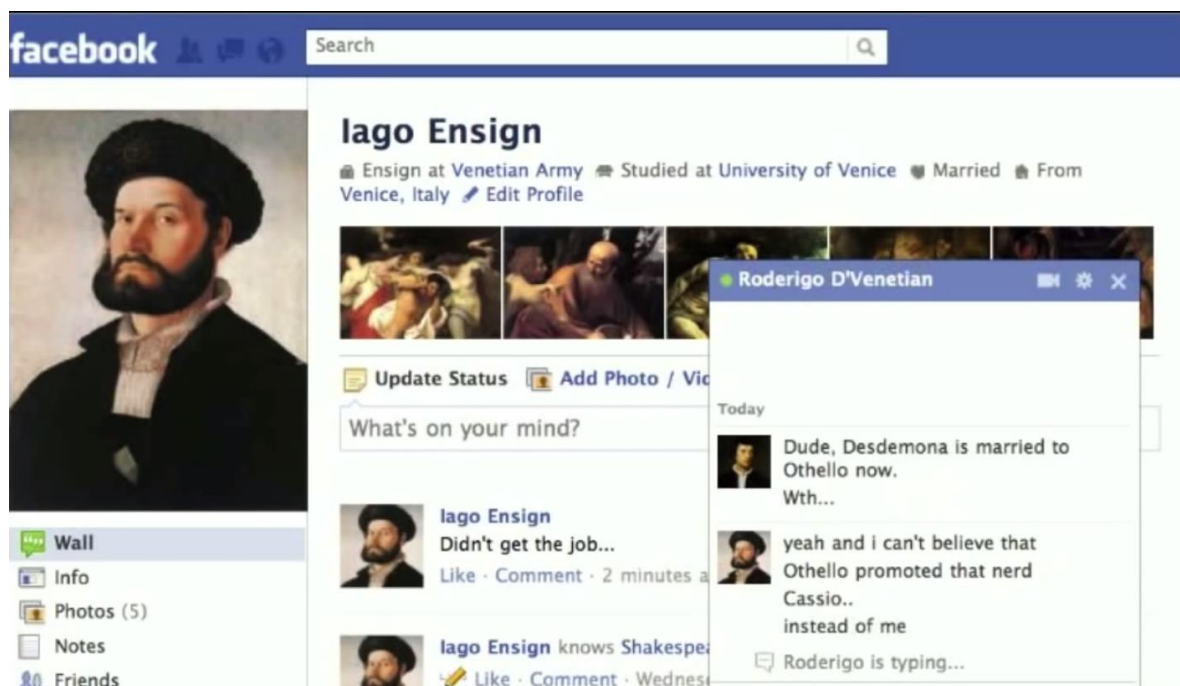 facebook
Search
Iago Ensign
Ensign at Venetian Army Studied at University of Venice Married From
Venice, Italy Edit Profile
Roderigo D'Venetian
Update Status Add Photo / Vid
What's on your mind?
Today
Dude, Desdemona is married to
Othello now.
Wth...
Iago Ensign
Didn't get the job...
Like · Comment · 2 minutes a
yeah and i can't believe that
Othello promoted that nerd
Cassio..
instead of me
Roderigo is typing...
Iago Ensign knows Shakespea
Like · Comment · Wednes
Wall
Info
Photos (5)
Notes
Friends